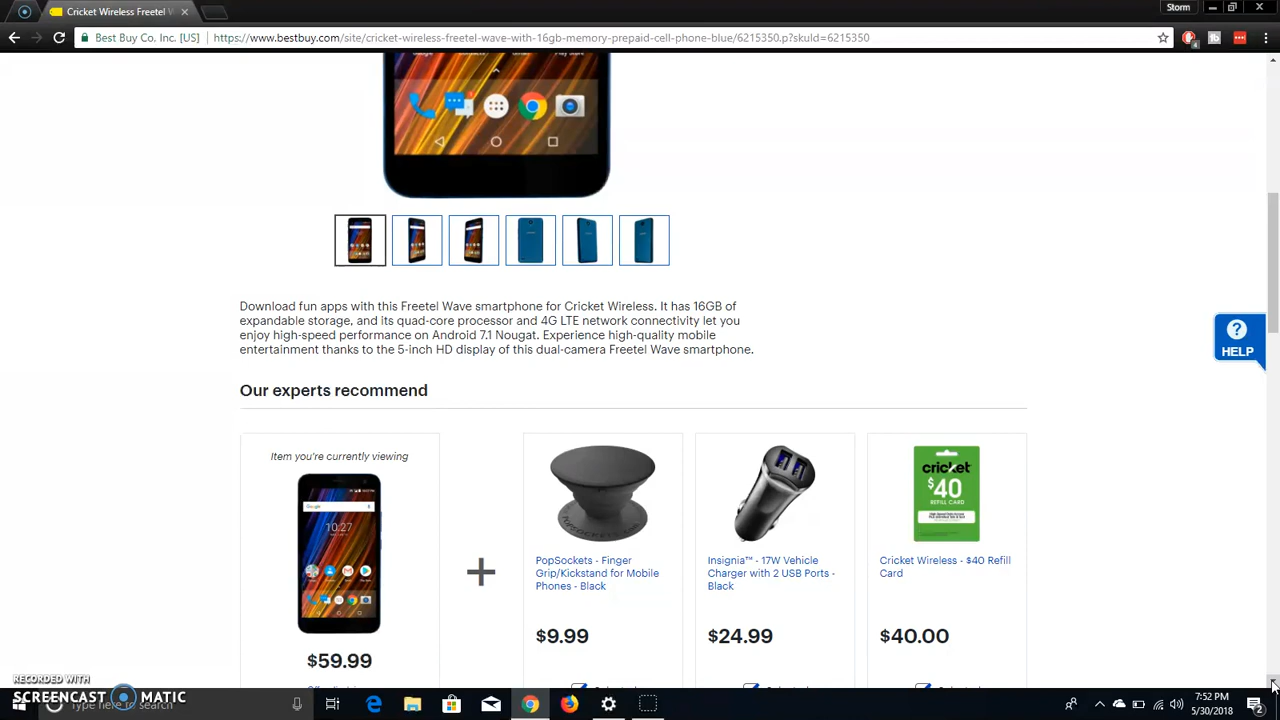 Cricket Wireless Freetel W
Storm
Best Buy Co, Inc. [US]
https://www.bestbuy.com/site/cricket-wireless-freetel-wave-with-16gb-memory-prepaid-cell-phone-blue/6215350.p?skuId=6215350
Download fun apps with this Freetel Wave smartphone for Cricket Wireless. It has 16GB of
expandable storage, and its quad-core processor and 4G LTE network connectivity let you
enjoy high-speed performance on Android 7.1 Nougat. Experience high-quality mobile
entertainment thanks to the 5-inch HD display of this dual-camera Freetel Wave smartphone.
HELP
Our experts recommend
Item you're currently viewing
10:27
cricket
$40
REFILL CARD
PopSockets - Finger
Grip/Kickstand for Mobile
Phones - Black
Insignia™ - 17W Vehicle
Charger with 2 USB Ports -
Black
Cricket Wireless - $40 Refill
Card
$59.99
$9.99
$24.99
$40.00
RECORDED WITH
SCREENCAST MATIC
Type here to search
7:52 PM
5/30/2018